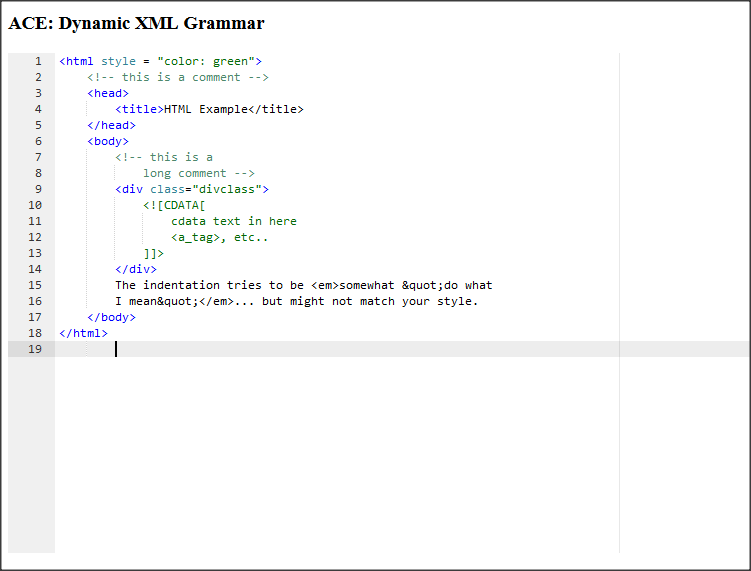 ACE: Dynamic XML Grammar
1 <html style = "color: green">
2     <!-- this is a comment -->
3     <head>
4         <title>HTML Example</title>
5     </head>
6     <body>
7         <!-- this is a
8             long comment -->
9         <div class="divclass">
10             <![CDATA[
11                 cdata text in here
12                 <a_tag>, etc..
13             ]]>
14         </div>
15         The indentation tries to be <em>somewhat &quot;do what
16         I mean&quot;</em>... but might not match your style.
17     </body>
18 </html>
19